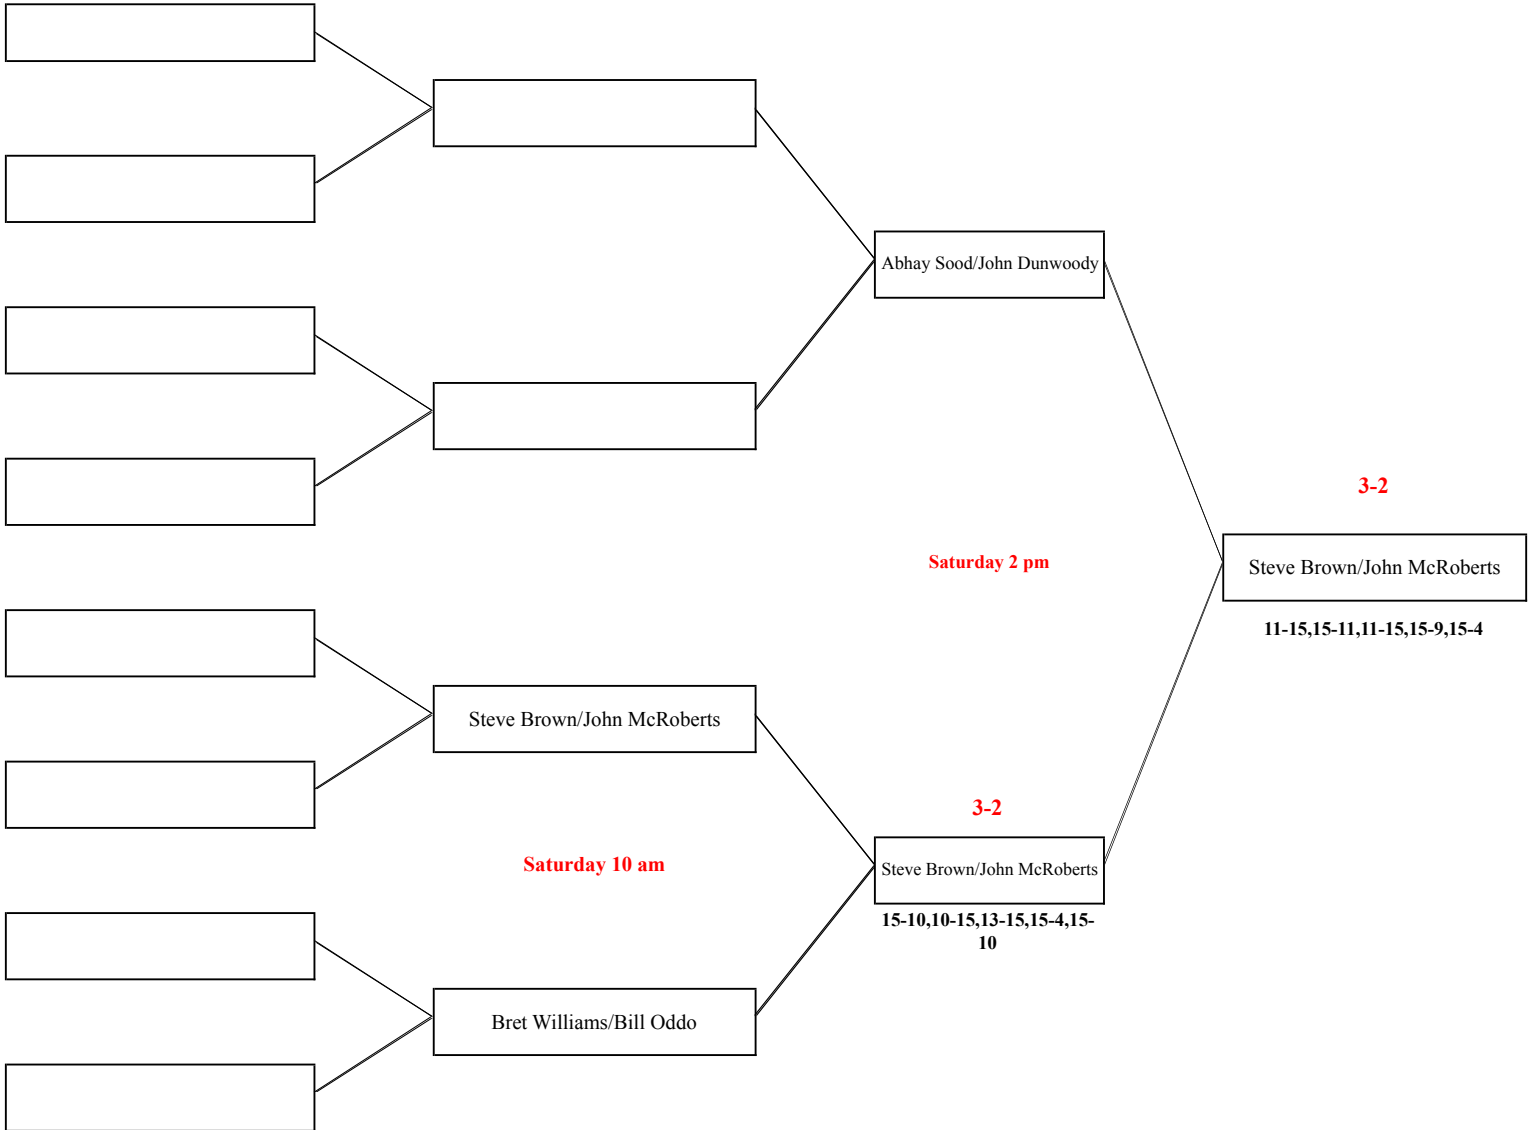 Abhay Sood/John Dunwoody
3-2
Saturday 2 pm
Steve Brown/John McRoberts
11-15,15-11,11-15,15-9,15-4
Steve Brown/John McRoberts
3-2
Saturday 10 am
Steve Brown/John McRoberts
15-10,10-15,13-15,15-4,15-
10
Bret Williams/Bill Oddo